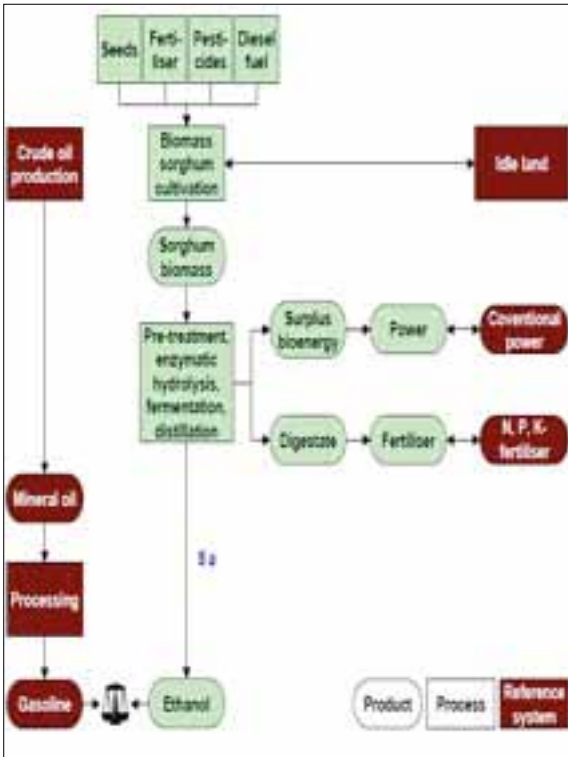 Seeds
Ferti-
liser
Pesti-
cides
Diesel
fuel
Crude oil
production
Biomass
sorghum
cultivation
Idle land
Sorghum
biomass
Pre-treatment,
enzymatic
hydrolysis,
fermentation,
distillation
Surplus
bioenergy
Power
Coventional
power
Digestate
Fertiliser
N, P, K-
fertiliser
Mineral oil
Processing
Gasoline
Ethanol
Product
Process
Reference
system